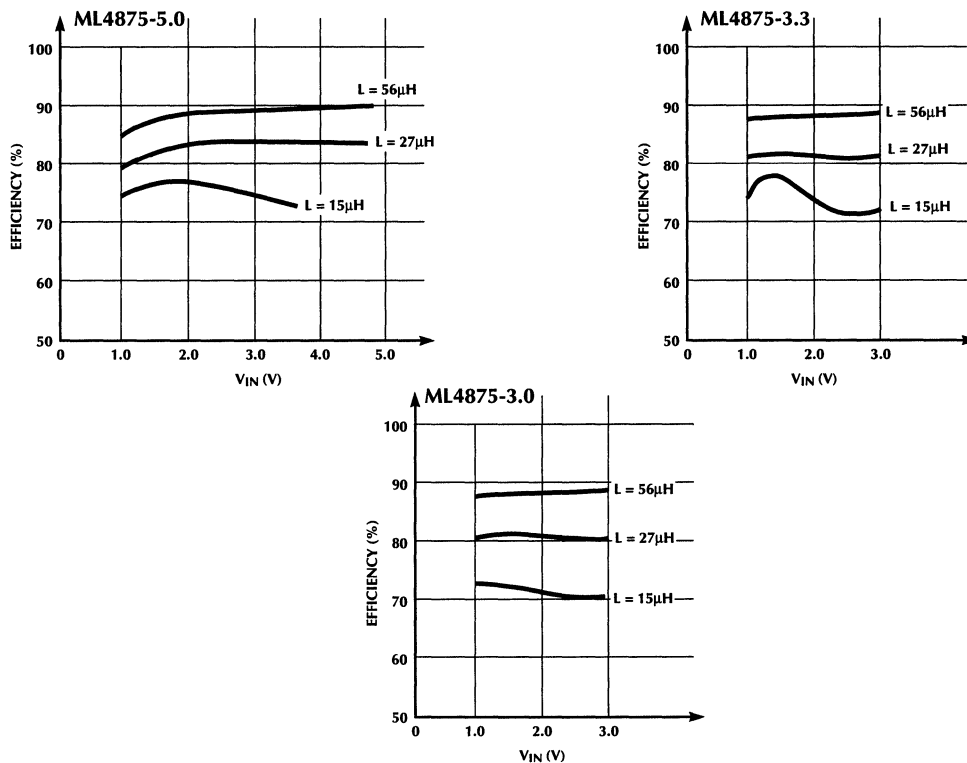 ML4875-5.0
100
90
80
70
60
50
EFFICIENCY (%)
L = 56µH
L = 27µH
L = 15µH
0 1.0 2.0 3.0 4.0 5.0
VIN (V)
ML4875-3.3
100
90
80
70
60
50
EFFICIENCY (%)
L = 56µH
L = 27µH
L = 15µH
0 1.0 2.0 3.0
VIN (V)
ML4875-3.0
100
90
80
70
60
50
EFFICIENCY (%)
L = 56µH
L = 27µH
L = 15µH
0 1.0 2.0 3.0
VIN (V)